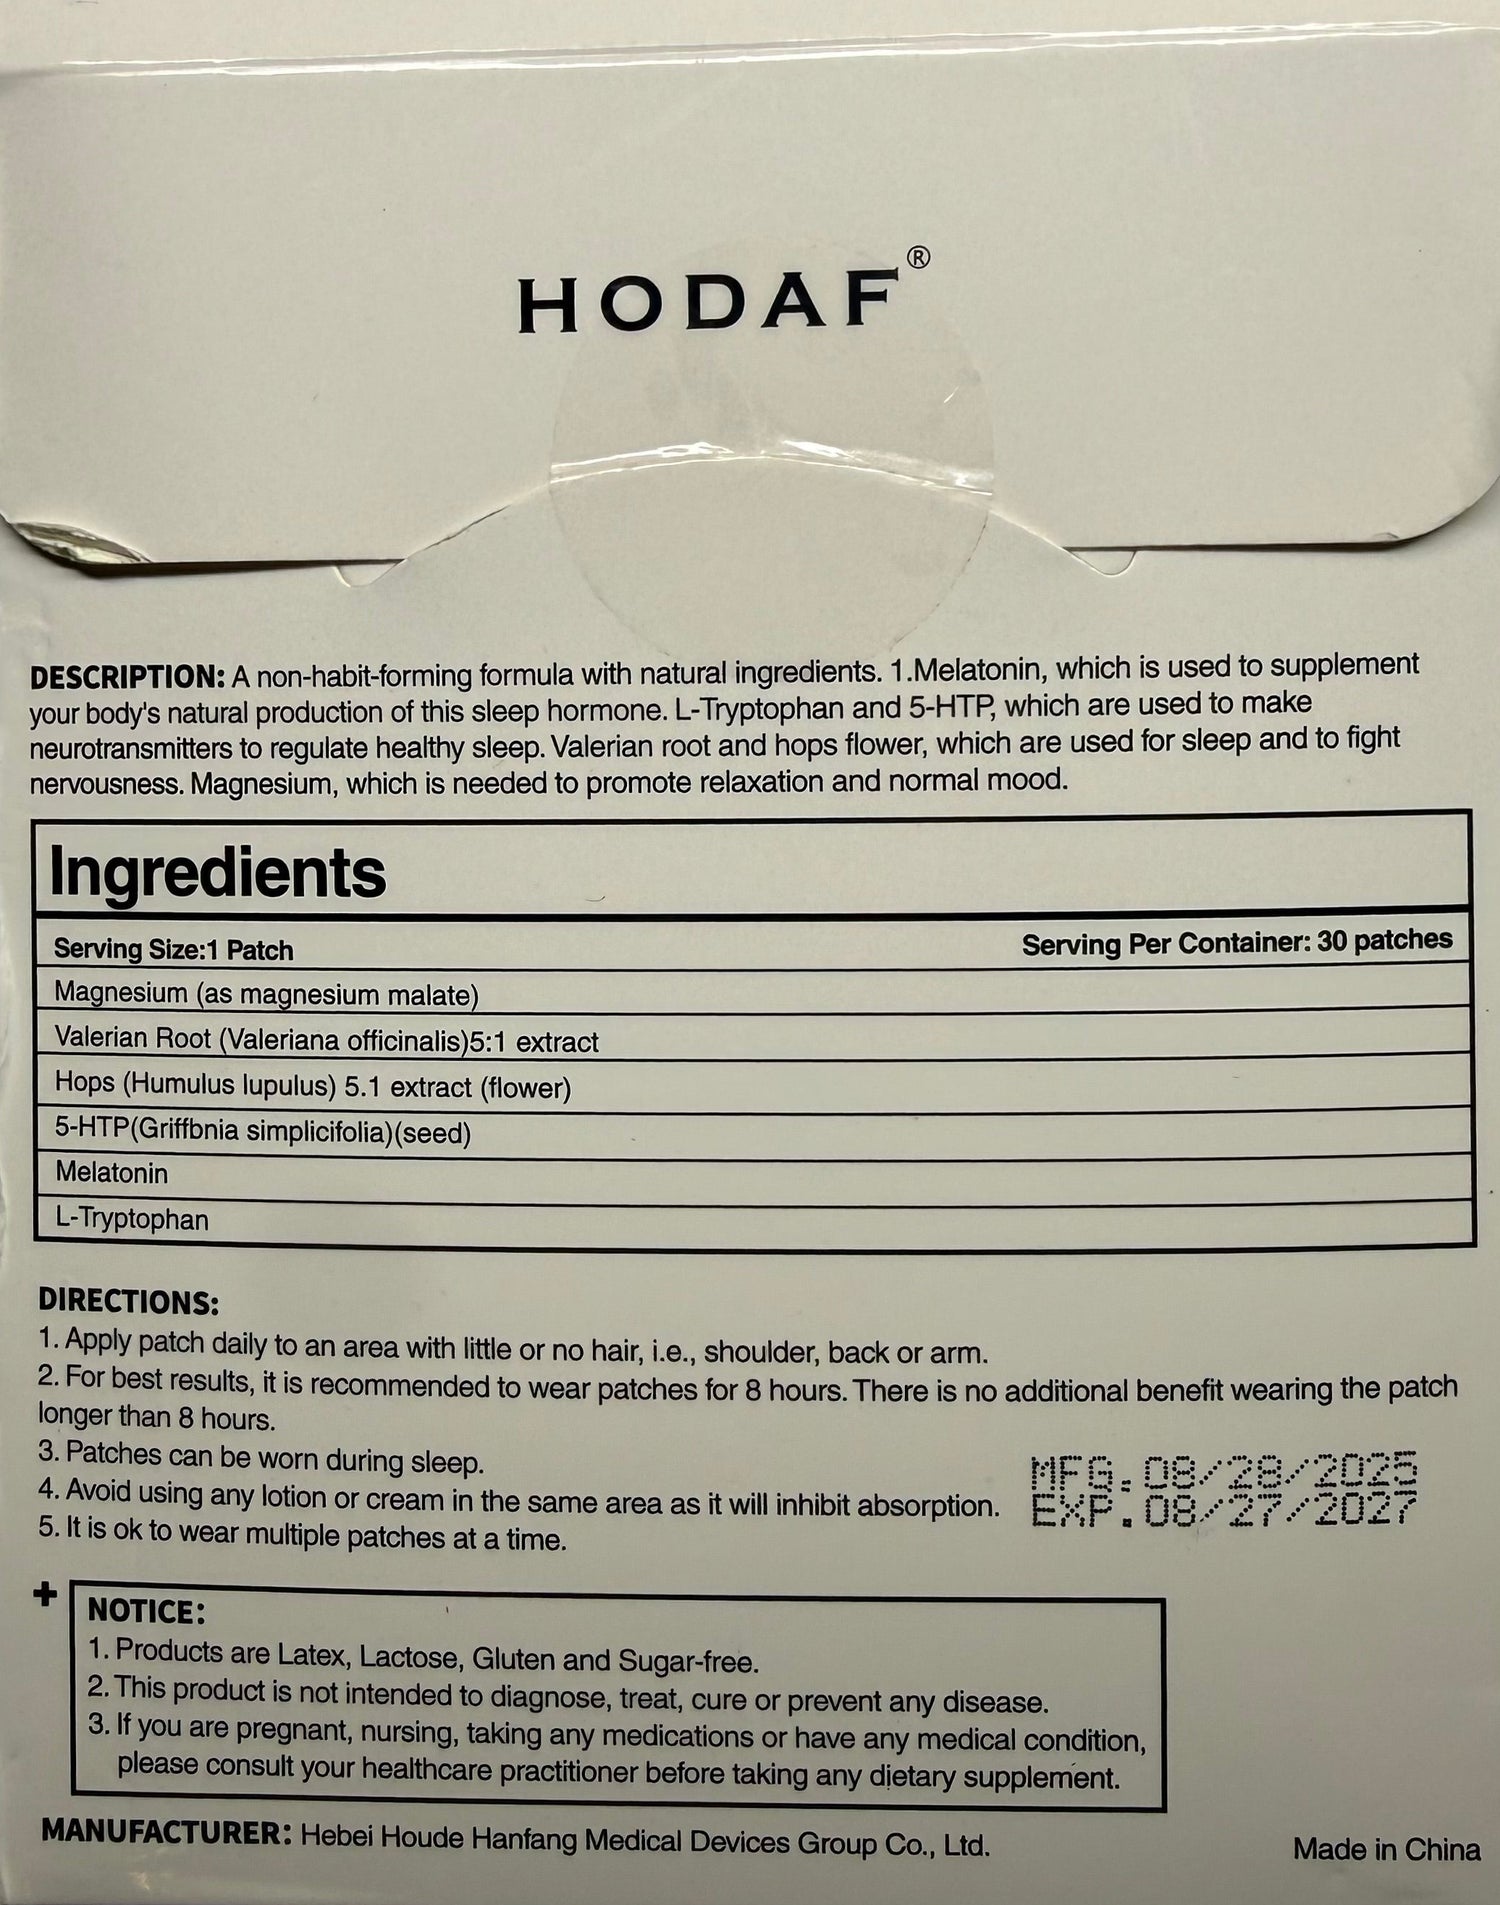 HODAF®
DESCRIPTION: A non-habit-forming formula with natural ingredients. 1.Melatonin, which is used to supplement
your body's natural production of this sleep hormone. L-Tryptophan and 5-HTP, which are used to make
neurotransmitters to regulate healthy sleep. Valerian root and hops flower, which are used for sleep and to fight
nervousness. Magnesium, which is needed to promote relaxation and normal mood.
Ingredients
Serving Size:1 Patch Serving Per Container: 30 patches
Magnesium (as magnesium malate)
Valerian Root (Valeriana officinalis)5:1 extract
Hops (Humulus lupulus) 5.1 extract (flower)
5-HTP(Griffbnia simplicifolia)(seed)
Melatonin
L-Tryptophan
DIRECTIONS:
1. Apply patch daily to an area with little or no hair, i.e., shoulder, back or arm.
2. For best results, it is recommended to wear patches for 8 hours. There is no additional benefit wearing the patch
longer than 8 hours.
3. Patches can be worn during sleep.
4. Avoid using any lotion or cream in the same area as it will inhibit absorption.
5. It is ok to wear multiple patches at a time.
MFG:08/28/2025
EXP.08/27/2027
+
NOTICE:
1. Products are Latex, Lactose, Gluten and Sugar-free.
2. This product is not intended to diagnose, treat, cure or prevent any disease.
3. If you are pregnant, nursing, taking any medications or have any medical condition,
please consult your healthcare practitioner before taking any dietary supplement.
MANUFACTURER: Hebei Houde Hanfang Medical Devices Group Co., Ltd.
Made in China